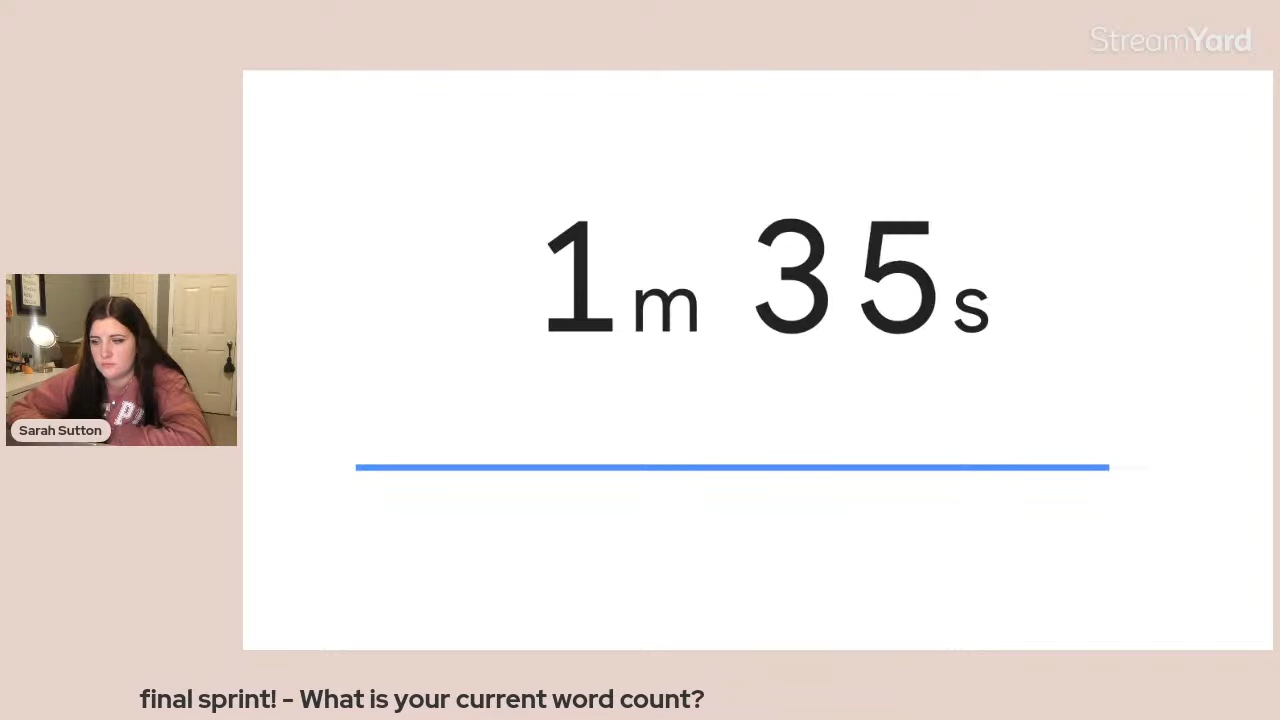 StreamYard
1m 35s
P
Sarah Sutton
final sprint! - What is your current word count?